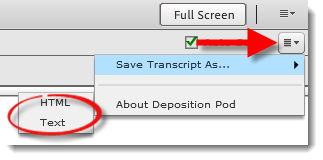 Full Screen
Save Transcript As...
HTML
About Deposition Pod
Text